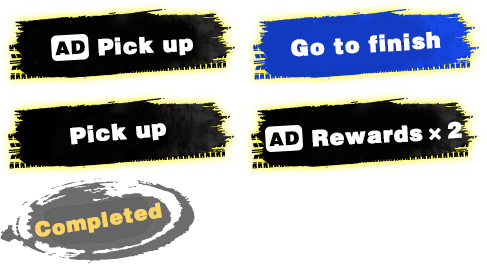 AD Pick up
Go to finish
Pick up
AD Rewards × 2
Completed